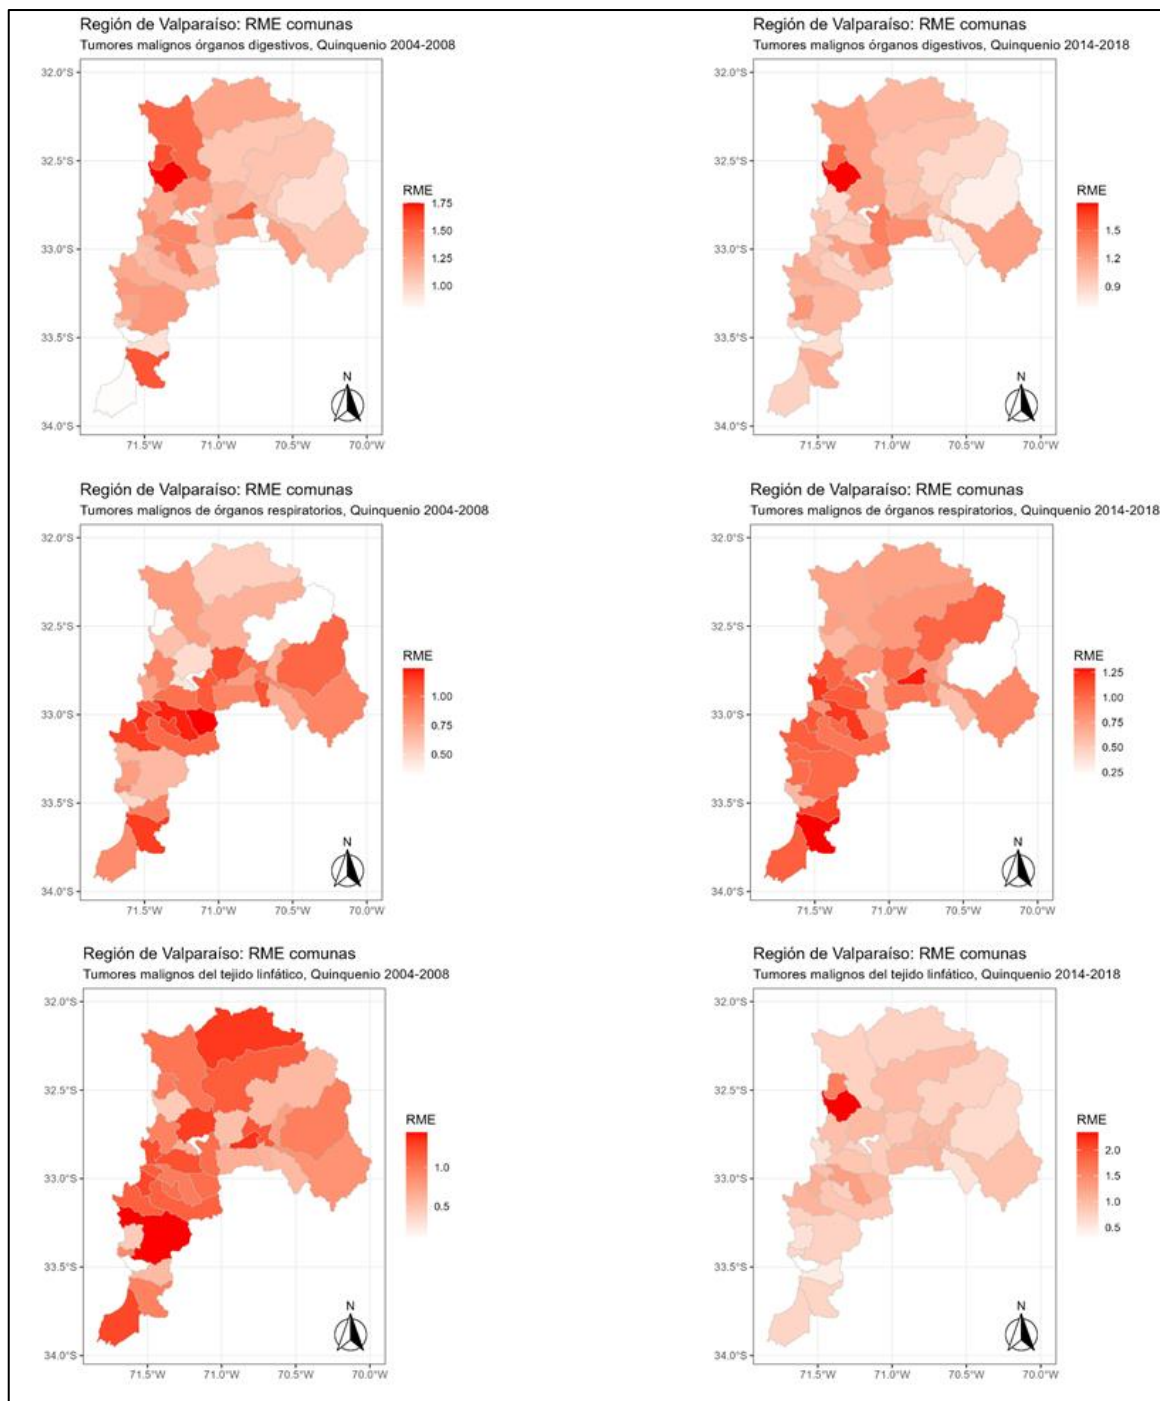 Región de Valparaíso: RME comunas
Tumores malignos órganos digestivos, Quinquenio 2004-2008
32.0°S
32.5°S
33.0°S
33.5°S
34.0°S
71.5°W 71.0°W 70.5°W 70.0°W
RME
1.75
1.50
1.25
1.00
N
Región de Valparaíso: RME comunas
Tumores malignos órganos digestivos, Quinquenio 2014-2018
32.0°S
32.5°S
33.0°S
33.5°S
34.0°S
71.5°W 71.0°W 70.5°W 70.0°W
RME
1.5
1.2
0.9
N
Región de Valparaíso: RME comunas
Tumores malignos de órganos respiratorios, Quinquenio 2004-2008
32.0°S
32.5°S
33.0°S
33.5°S
34.0°S
71.5°W 71.0°W 70.5°W 70.0°W
RME
1.00
0.75
0.50
N
Región de Valparaíso: RME comunas
Tumores malignos de órganos respiratorios, Quinquenio 2014-2018
32.0°S
32.5°S
33.0°S
33.5°S
34.0°S
71.5°W 71.0°W 70.5°W 70.0°W
RME
1.25
1.00
0.75
0.50
0.25
N
Región de Valparaíso: RME comunas
Tumores malignos del tejido linfático, Quinquenio 2004-2008
32.0°S
32.5°S
33.0°S
33.5°S
34.0°S
71.5°W 71.0°W 70.5°W 70.0°W
RME
1.0
0.5
N
Región de Valparaíso: RME comunas
Tumores malignos del tejido linfático, Quinquenio 2014-2018
32.0°S
32.5°S
33.0°S
33.5°S
34.0°S
71.5°W 71.0°W 70.5°W 70.0°W
RME
2.0
1.5
1.0
0.5
N